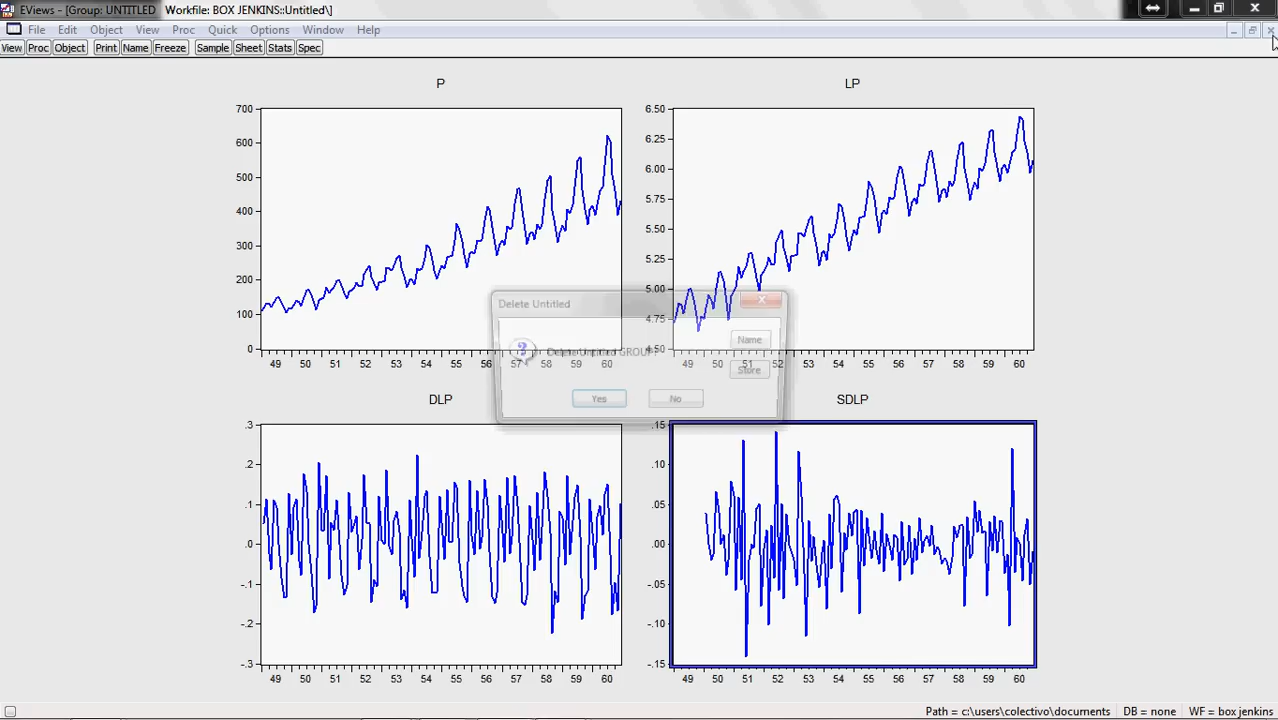 EViews - [Group: UNTITLED   Workfile: BOX JENKINS::Untitled\]
File Edit Object View Proc Quick Options Window Help
View Proc Object Print Name Freeze Sample Sheet Stats Spec
P
700
600
500
400
300
200
100
0
49 50 51 52 53 54 55 56 57 58 59 60
LP
6.50
6.25
6.00
5.75
5.50
5.25
5.00
4.75
4.50
49 50 51 52 53 54 55 56 57 58 59 60
Delete Untitled
Delete Untitled GROUP?
Name
Store
Yes
No
DLP
.3
.2
.1
.0
-.1
-.2
-.3
49 50 51 52 53 54 55 56 57 58 59 60
SDLP
.15
.10
.05
.00
-.05
-.10
-.15
49 50 51 52 53 54 55 56 57 58 59 60
Path = c:\users\colectivo\documents DB = none WF = box jenkins